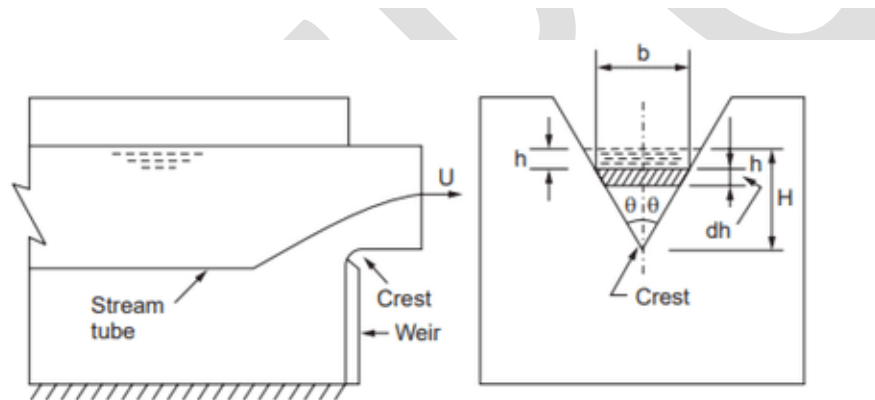 b
h
U
h
H
θ θ
dh
Stream
tube
Crest
Weir
Crest